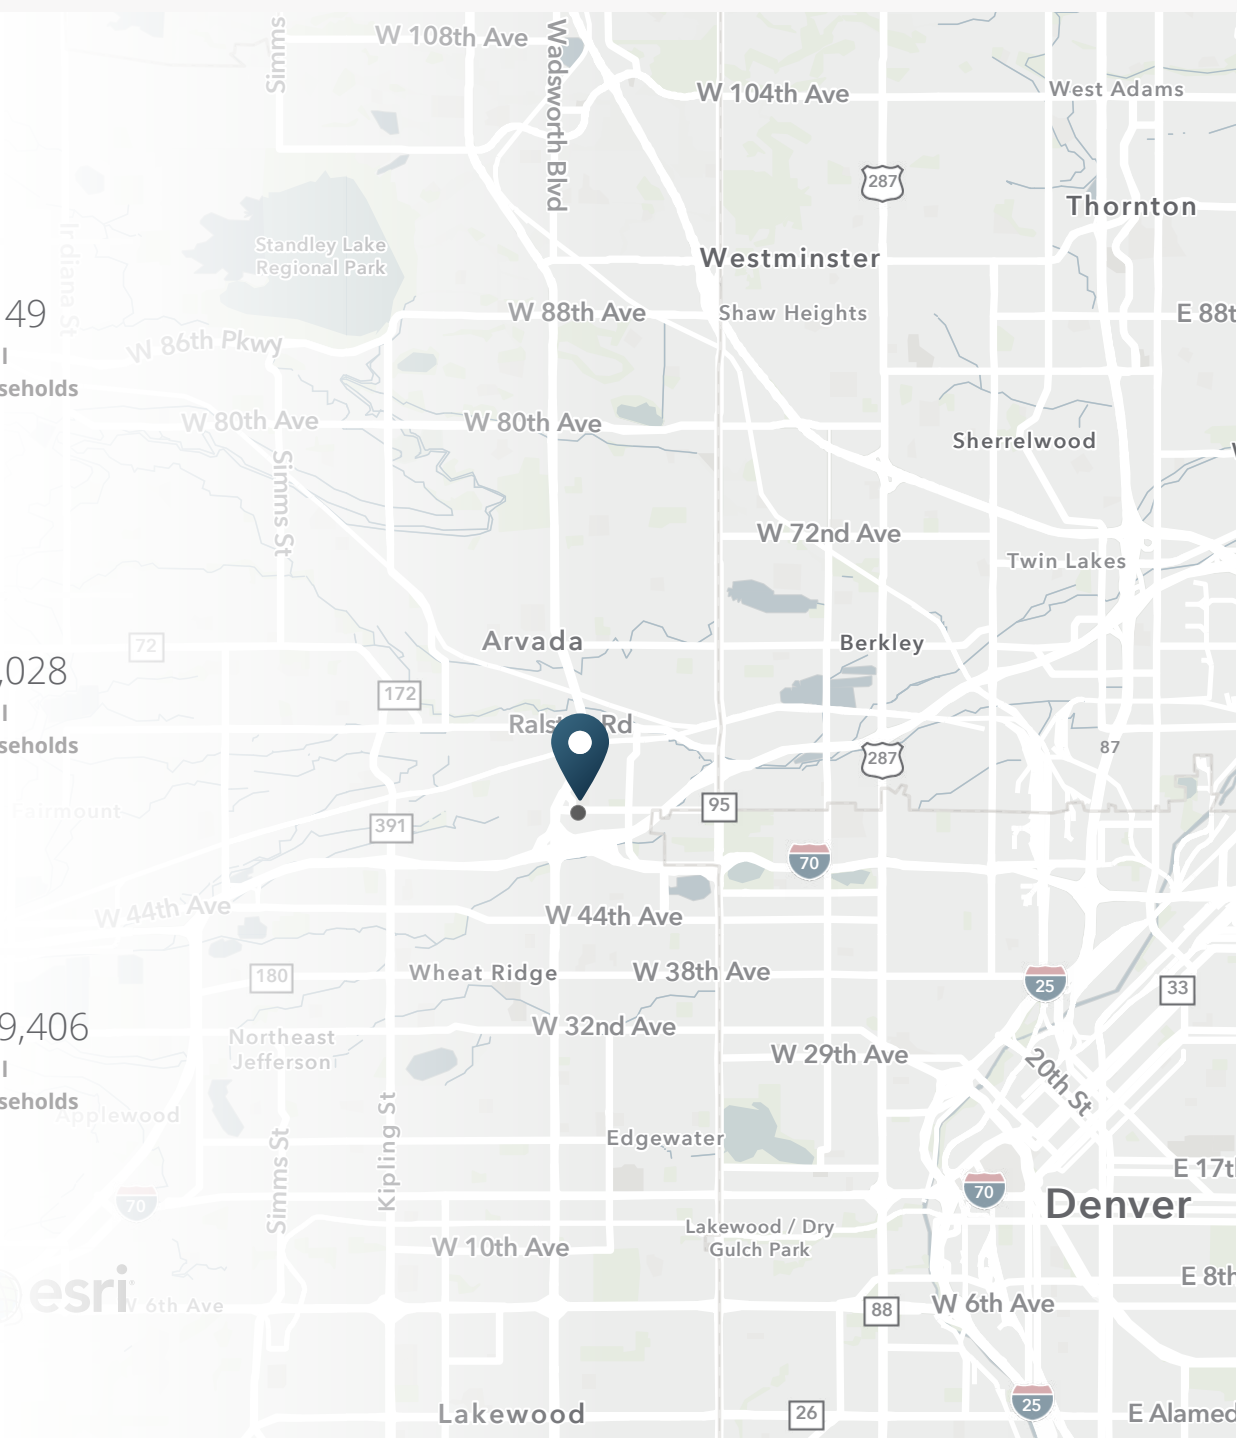 W 108th Ave
Simms
Wadsworth Blvd
W 104th Ave
West Adams
287
Thornton
Indiana St
Standley Lake
Regional Park
Westminster
49
W 88th Ave
Shaw Heights
E 88t
W 86th Pkwy
l
seholds
W 80th Ave
W 80th Ave
Sherrelwood
Simms St
W 72nd Ave
Twin Lakes
72
Arvada
Berkley
,028
172
l
Rals Rd
seholds
87
287
Fairmount
95
391
70
W 44th Ave
W 44th Ave
180
Wheat Ridge
W 38th Ave
25
33
9,406
W 32nd Ave
Northeast
Jefferson
W 29th Ave
l
20th St
seholds
Applewood
Kipling St
Simms St
Edgewater
E 17t
70
70
Denver
Lakewood / Dry
Gulch Park
W 10th Ave
E 8th
esri
W 6th Ave
88
W 6th Ave
25
Lakewood
26
E Alamed